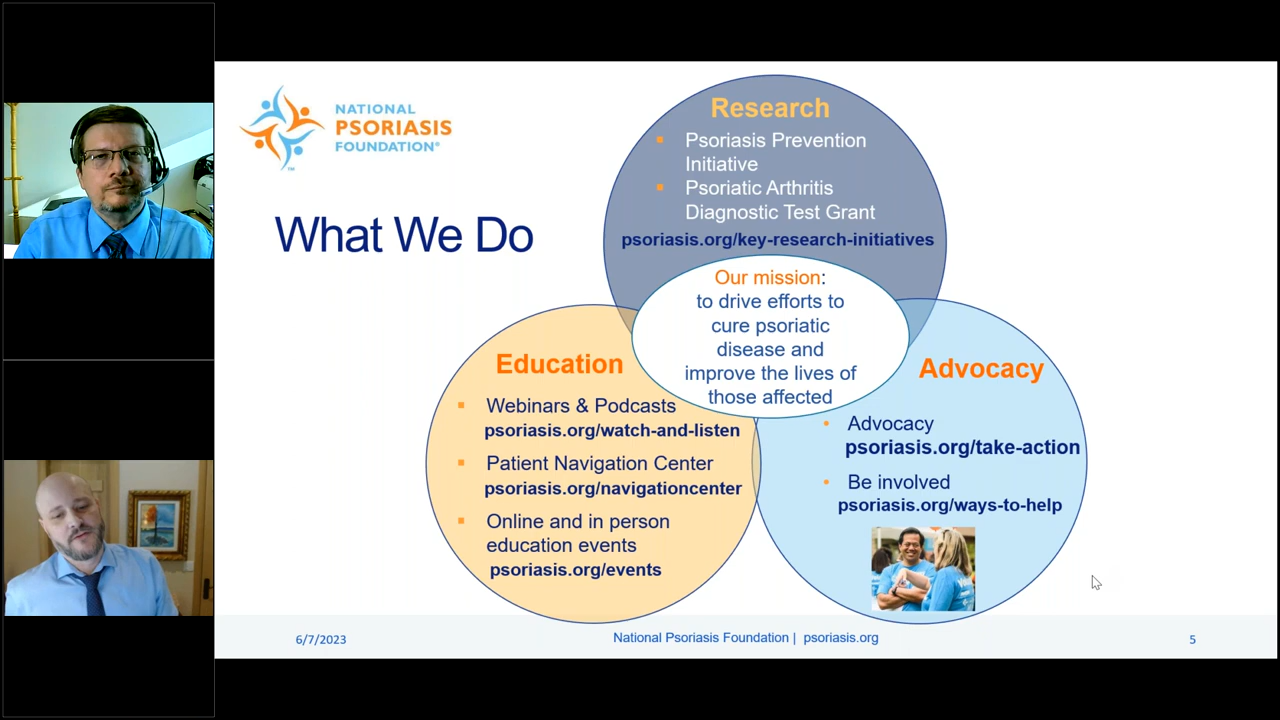 NATIONAL
PSORIASIS
FOUNDATION®
™
What We Do
Research
▪ Psoriasis Prevention
Initiative
▪ Psoriatic Arthritis
Diagnostic Test Grant
psoriasis.org/key-research-initiatives
Our mission:
to drive efforts to
cure psoriatic
disease and
improve the lives of
those affected
Education
▪ Webinars & Podcasts
psoriasis.org/watch-and-listen
▪ Patient Navigation Center
psoriasis.org/navigationcenter
▪ Online and in person
education events
psoriasis.org/events
Advocacy
• Advocacy
psoriasis.org/take-action
• Be involved
psoriasis.org/ways-to-help
6/7/2023
National Psoriasis Foundation | psoriasis.org
5